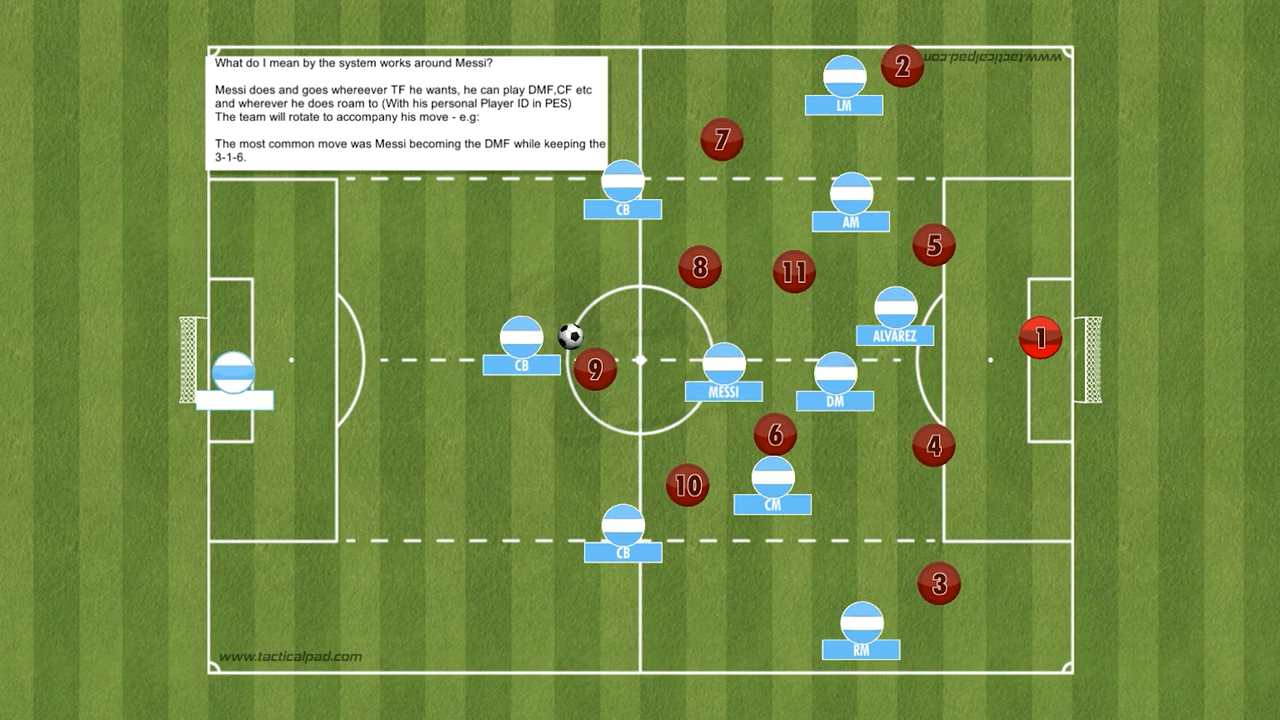 What do I mean by the system works around Messi?
Messi does and goes whereever TF he wants, he can play DMF,CF etc
and wherever he does roam to (With his personal Player ID in PES)
The team will rotate to accompany his move - e.g:
The most common move was Messi becoming the DMF while keeping the
3-1-6.
www.tacticalpad.com
2
LM
7
CB
AM
5
8
11
ALVAREZ
1
CB
9
MESSI
DM
6
4
10
CM
CB
3
RM
www.tacticalpad.com